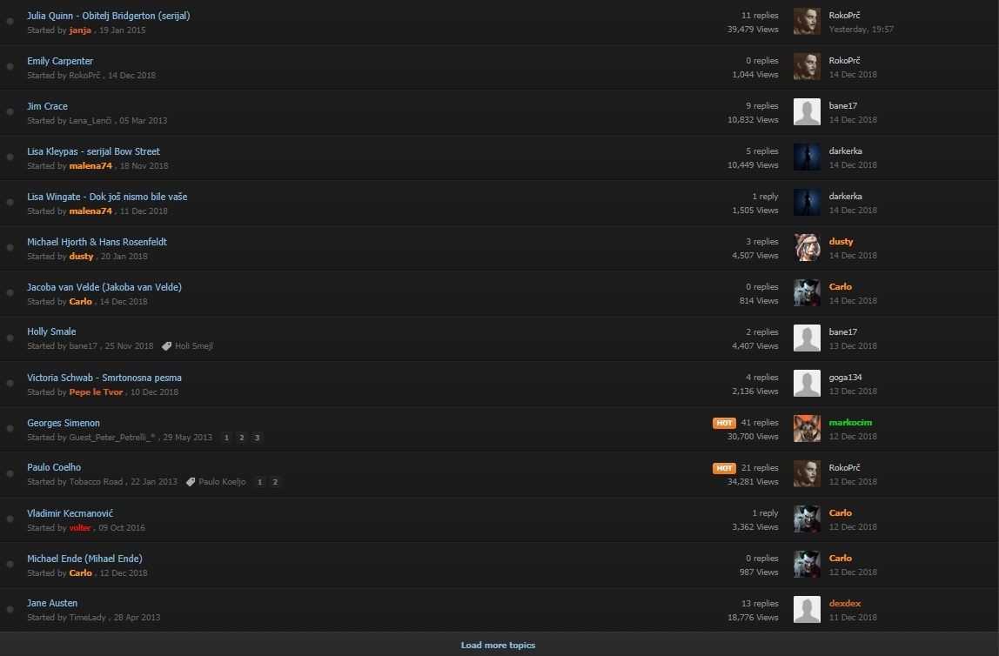 Julia Quinn - Obitelj Bridgerton (serijal)
Started by janja , 19 Jan 2015
11 replies
39,479 Views
RokoPrč
Yesterday, 19:57
Emily Carpenter
Started by RokoPrč , 14 Dec 2018
0 replies
1,044 Views
RokoPrč
14 Dec 2018
Jim Crace
Started by Lena_Lenči , 05 Mar 2013
9 replies
10,832 Views
bane17
14 Dec 2018
Lisa Kleypas - serijal Bow Street
Started by malena74 , 18 Nov 2018
5 replies
10,449 Views
darkerka
14 Dec 2018
Lisa Wingate - Dok još nismo bile vaše
Started by malena74 , 11 Dec 2018
1 reply
1,505 Views
darkerka
14 Dec 2018
Michael Hjorth & Hans Rosenfeldt
Started by dusty , 20 Jan 2018
3 replies
4,507 Views
dusty
14 Dec 2018
Jacoba van Velde (Jakoba van Velde)
Started by Carlo , 14 Dec 2018
0 replies
814 Views
Carlo
14 Dec 2018
Holly Smale
Started by bane17 , 25 Nov 2018 Holi Smejl
2 replies
4,407 Views
bane17
13 Dec 2018
Victoria Schwab - Smrtonosna pesma
Started by Pepe le Tvor , 10 Dec 2018
4 replies
2,136 Views
goga134
13 Dec 2018
Georges Simenon
Started by Guest_Peter_Petrelli_* , 29 May 2013 1 2 3
HOT 41 replies
30,700 Views
markocim
12 Dec 2018
Paulo Coelho
Started by Tobacco Road , 22 Jan 2013 Paulo Koeljo 1 2
HOT 21 replies
34,281 Views
RokoPrč
12 Dec 2018
Vladimir Kecmanović
Started by volter , 09 Oct 2016
1 reply
3,362 Views
Carlo
12 Dec 2018
Michael Ende (Mihael Ende)
Started by Carlo , 12 Dec 2018
0 replies
987 Views
Carlo
12 Dec 2018
Jane Austen
Started by TimeLady , 28 Apr 2013
13 replies
18,776 Views
dexdex
11 Dec 2018
Load more topics